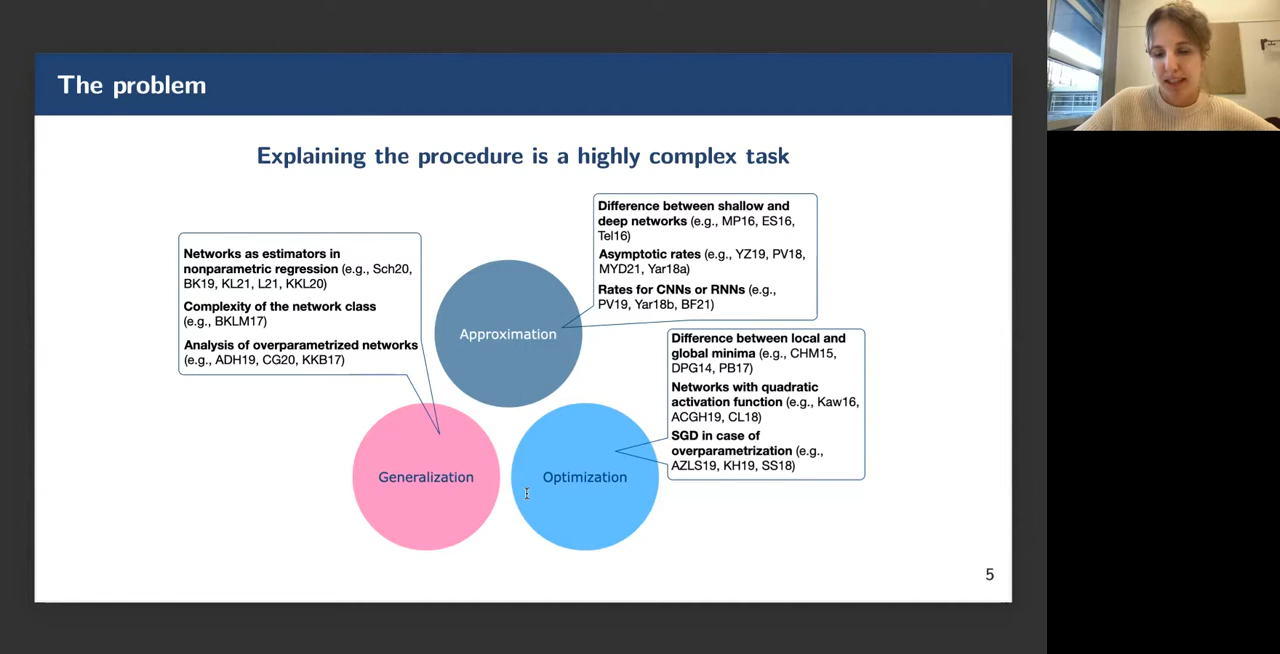 The problem
Explaining the procedure is a highly complex task
Difference between shallow and
deep networks (e.g., MP16, ES16,
Tel16)
Asymptotic rates (e.g., YZ19, PV18,
MYD21, Yar18a)
Rates for CNNs or RNNs (e.g.,
PV19, Yar18b, BF21)
Networks as estimators in
nonparametric regression (e.g., Sch20,
BK19, KL21, L21, KKL20)
Complexity of the network class
(e.g., BKLM17)
Analysis of overparametrized networks
(e.g., ADH19, CG20, KKB17)
Approximation
Difference between local and
global minima (e.g., CHM15,
DPG14, PB17)
Networks with quadratic
activation function (e.g., Kaw16,
ACGH19, CL18)
SGD in case of
overparametrization (e.g.,
AZLS19, KH19, SS18)
Generalization
Optimization
5